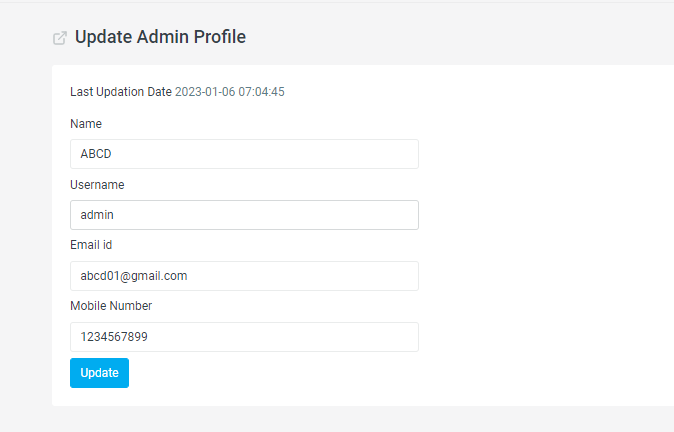 Update Admin Profile
Last Updation Date 2023-01-06 07:04:45
Name
ABCD
Username
admin
Email id
abcd01@gmail.com
Mobile Number
1234567899
Update